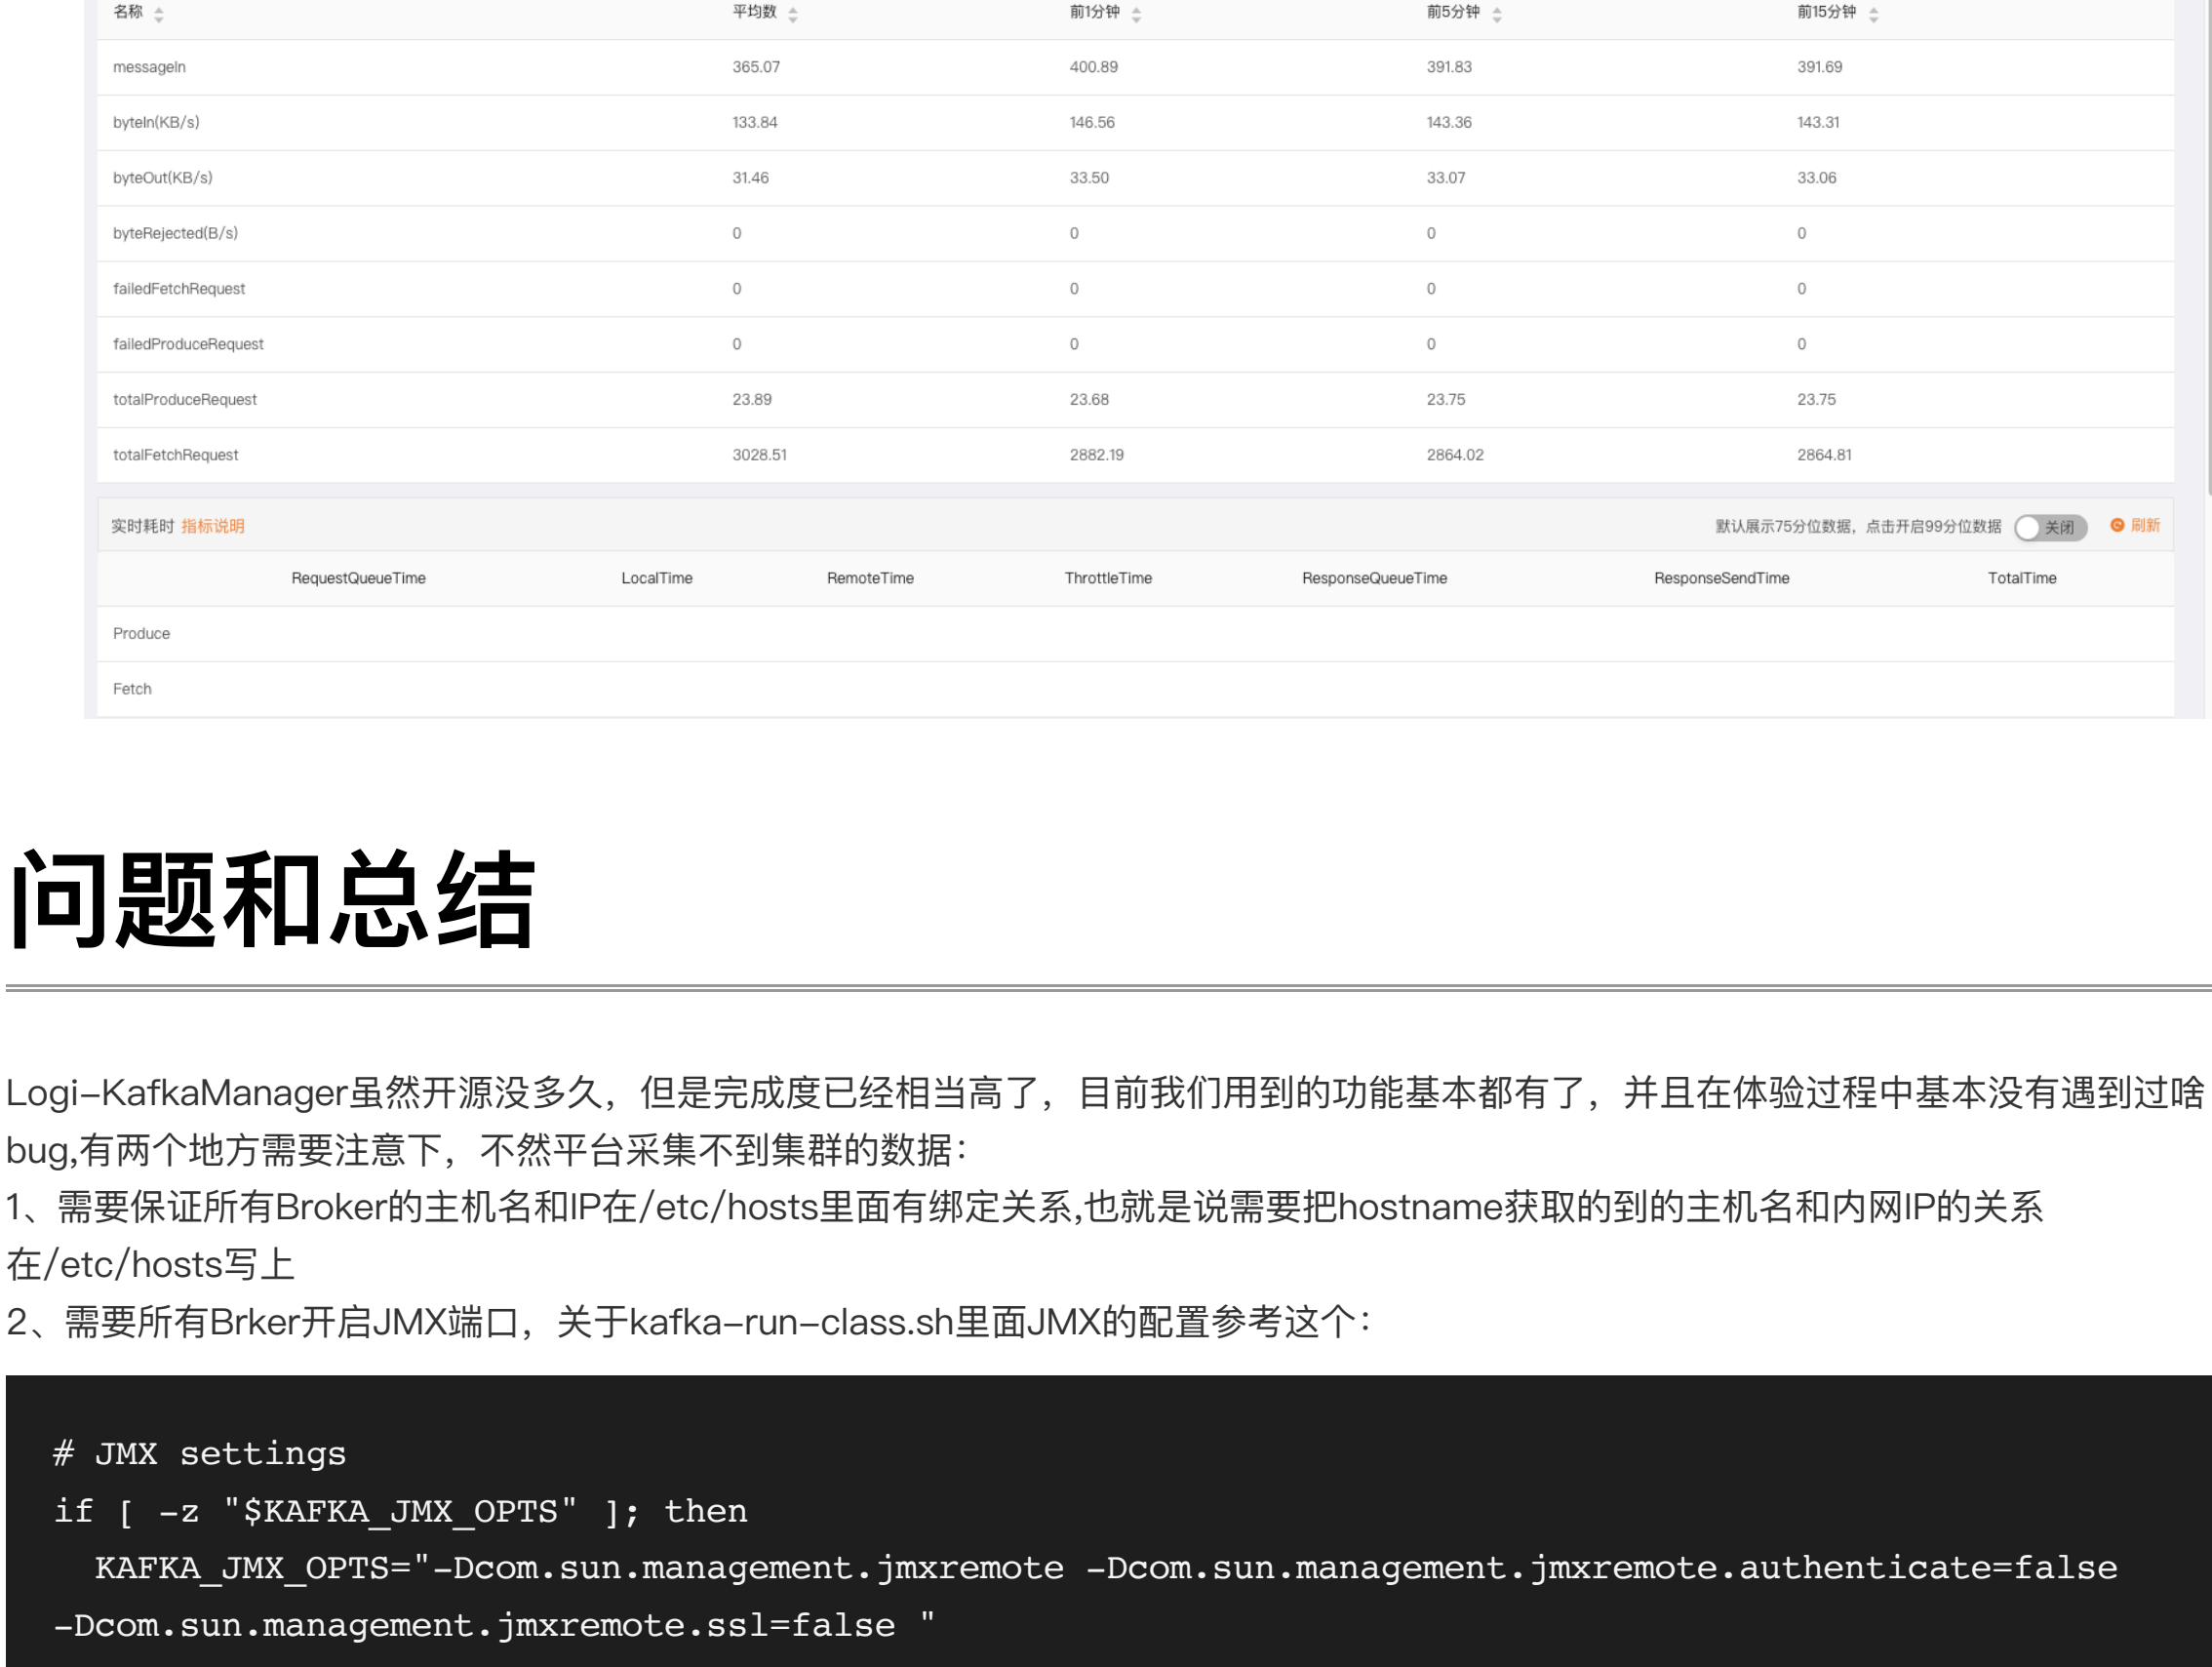 名称 平均数 前1分钟 前5分钟 前15分钟
messageIn 365.07 400.89 391.83 391.69
byteIn(KB/s) 133.84 146.56 143.36 143.31
byteOut(KB/s) 31.46 33.50 33.07 33.06
byteRejected(B/s) 0 0 0 0
failedFetchRequest 0 0 0 0
failedProduceRequest 0 0 0 0
totalProduceRequest 23.89 23.68 23.75 23.75
totalFetchRequest 3028.51 2882.19 2864.02 2864.81
实时耗时 指标说明 默认展示75分位数据，点击开启99分位数据 关闭 刷新
RequestQueueTime LocalTime RemoteTime ThrottleTime ResponseQueueTime ResponseSendTime TotalTime
Produce
Fetch
问题和总结
Logi-KafkaManager虽然开源没多久，但是完成度已经相当高了，目前我们用到的功能基本都有了，并且在体验过程中基本没有遇到过啥
bug,有两个地方需要注意下，不然平台采集不到集群的数据：
1、需要保证所有Broker的主机名和IP在/etc/hosts里面有绑定关系,也就是说需要把hostname获取的到的主机名和内网IP的关系
在/etc/hosts写上
2、需要所有Brker开启JMX端口，关于kafka-run-class.sh里面JMX的配置参考这个：
# JMX settings
if [ -z "$KAFKA_JMX_OPTS" ]; then
  KAFKA_JMX_OPTS="-Dcom.sun.management.jmxremote -Dcom.sun.management.jmxremote.authenticate=false
-Dcom.sun.management.jmxremote.ssl=false "